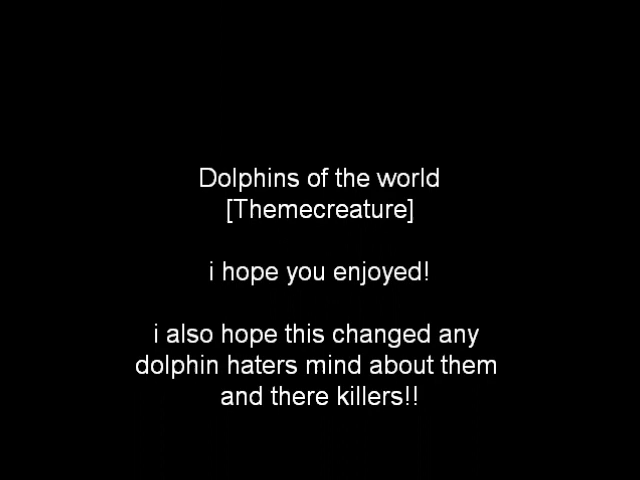 Dolphins of the world
[Themecreature]
i hope you enjoyed!
i also hope this changed any
dolphin haters mind about them
and there killers!!